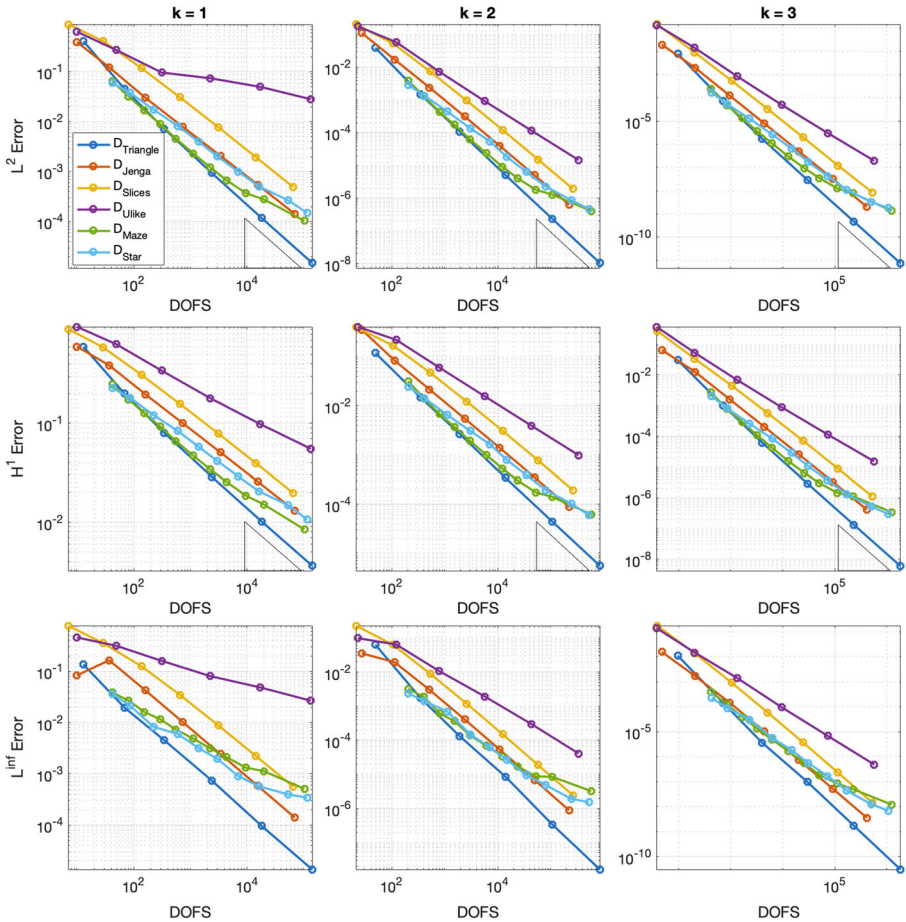 k = 1
k = 2
k = 3
L² Error
10⁻¹
10⁻²
10⁻³
10⁻⁴
D_Triangle
D_Jenga
D_Slices
D_Ulike
D_Maze
D_Star
10²
10⁴
DOFS
10⁻²
10⁻⁴
10⁻⁶
10⁻⁸
10²
10⁴
DOFS
10⁻⁵
10⁻¹⁰
10⁵
DOFS
H¹ Error
10⁻¹
10⁻²
10²
10⁴
DOFS
10⁻²
10⁻⁴
10²
10⁴
DOFS
10⁻²
10⁻⁴
10⁻⁶
10⁻⁸
10⁵
DOFS
L^inf Error
10⁻¹
10⁻²
10⁻³
10⁻⁴
10²
10⁴
DOFS
10⁻²
10⁻⁴
10⁻⁶
10²
10⁴
DOFS
10⁻⁵
10⁻¹⁰
10⁵
DOFS